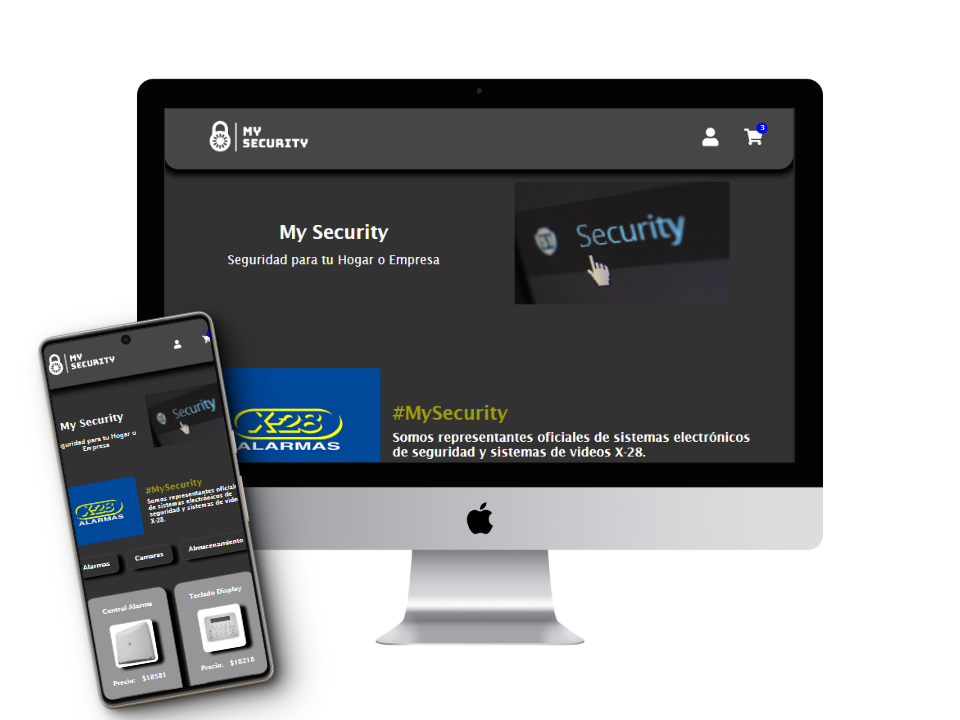 MY
SECURITY
3
My Security
Seguridad para tu Hogar o Empresa
Security
X-28
ALARMAS
#MySecurity
Somos representantes oficiales de sistemas electrónicos
de seguridad y sistemas de videos X-28.
MY
SECURITY
My Security
eguridad para tu Hogar o
Empresa
Security
X-28
ALARMAS
#MySecurity
Somos representantes oficiale
de sistemas electrónicos de
seguridad y sistemas de vide
X-28.
Alarmas
Camaras
Almacenamiento
Central Alarma
Precio: $18581
Teclado Display
Precio: $18218